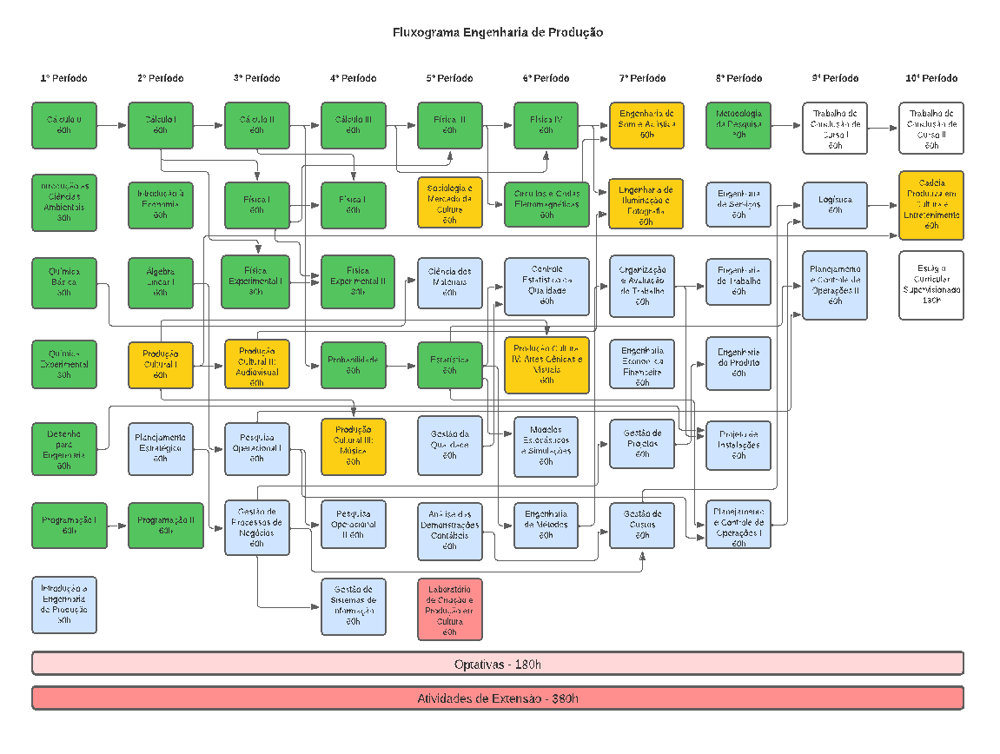 Fluxograma Engenharia de Produção
1º Período
2º Período
3º Período
4º Período
5º Período
6º Período
7º Período
8º Período
9º Período
10º Período
Cálculo 0
60h
Cálculo I
60h
Cálculo II
60h
Cálculo III
60h
Física III
60h
Física IV
60h
Engenharia de
Som e Acústica
60h
Metodologia
da Pesquisa
Trabalho de
Conclusão de
Curso I
60h
Trabalho de
Conclusão de
Curso II
60h
Introdução às
Ciências
Ambientais
30h
Introdução à
Economia
60h
Física I
60h
Física
60h
Sociologia e
Mercado da
Cultura
60h
Circuitos e Ondas
Eletromagnéticas
60h
Engenharia de
Iluminação e
Fotografia
60h
Engenharia
de Serviços
60h
Logística
60h
Cadeia
Produtiva em
Cultura e
Entretenimento
60h
Química
Básica
60h
Álgebra
Linear I
60h
Física
Experimental I
30h
Física
Experimental II
30h
Ciência dos
Materiais
60h
Controle
Estatístico da
Qualidade
60h
Organização
e Avaliação
do Trabalho
60h
Engenharia
do Trabalho
60h
Planejamento
e Controle de
Operações II
60h
Estágio
Curricular
Supervisionado
180h
Química
Experimental
30h
Produção
Cultural I
60h
Produção
Cultural II:
Audiovisual
60h
Probabilidade
60h
Estatística
60h
Produção Cultural
IV: Artes Cênicas e
Visuais
60h
Engenharia
Econômica
Financeira
60h
Engenharia
do Produto
60h
Desenho
para
Engenharia
60h
Planejamento
Estratégico
60h
Pesquisa
Operacional I
60h
Produção
Cultural III:
Música
60h
Gestão da
Qualidade
60h
Modelos
Estocásticos
e Simulações
60h
Gestão de
Projetos
60h
Projeto de
Instalações
60h
Programação I
60h
Programação II
60h
Gestão de
Processos de
Negócios
60h
Pesquisa
Operacional
II 60h
Análise das
Demonstrações
Contábeis
60h
Engenharia
de Métodos
60h
Gestão de
Custos
60h
Planejamento
e Controle de
Operações I
60h
Introdução a
Engenharia
de Produção
30h
Gestão de
Sistemas de
Informação
60h
Laboratório
de Criação e
Produção em
Cultura
60h
Optativas - 180h
Atividades de Extensão - 380h